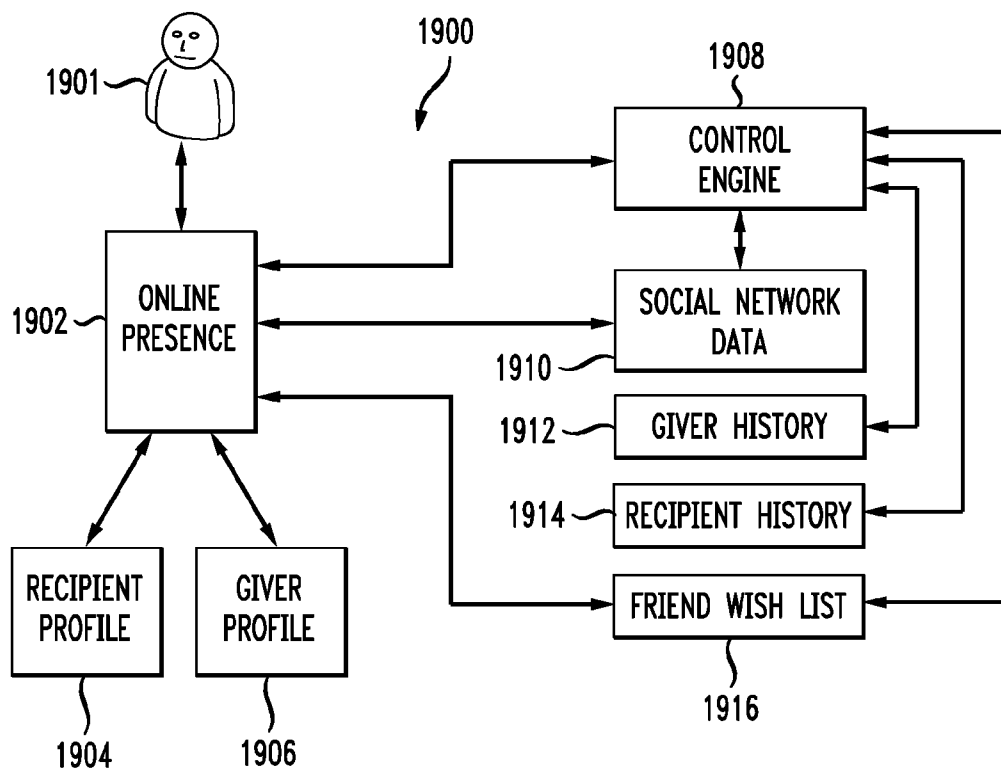 1900
1901
1908
CONTROL
ENGINE
1902
ONLINE
PRESENCE
SOCIAL NETWORK
DATA
1910
1912
GIVER HISTORY
1914
RECIPIENT HISTORY
RECIPIENT
PROFILE
GIVER
PROFILE
FRIEND WISH LIST
1916
1904
1906